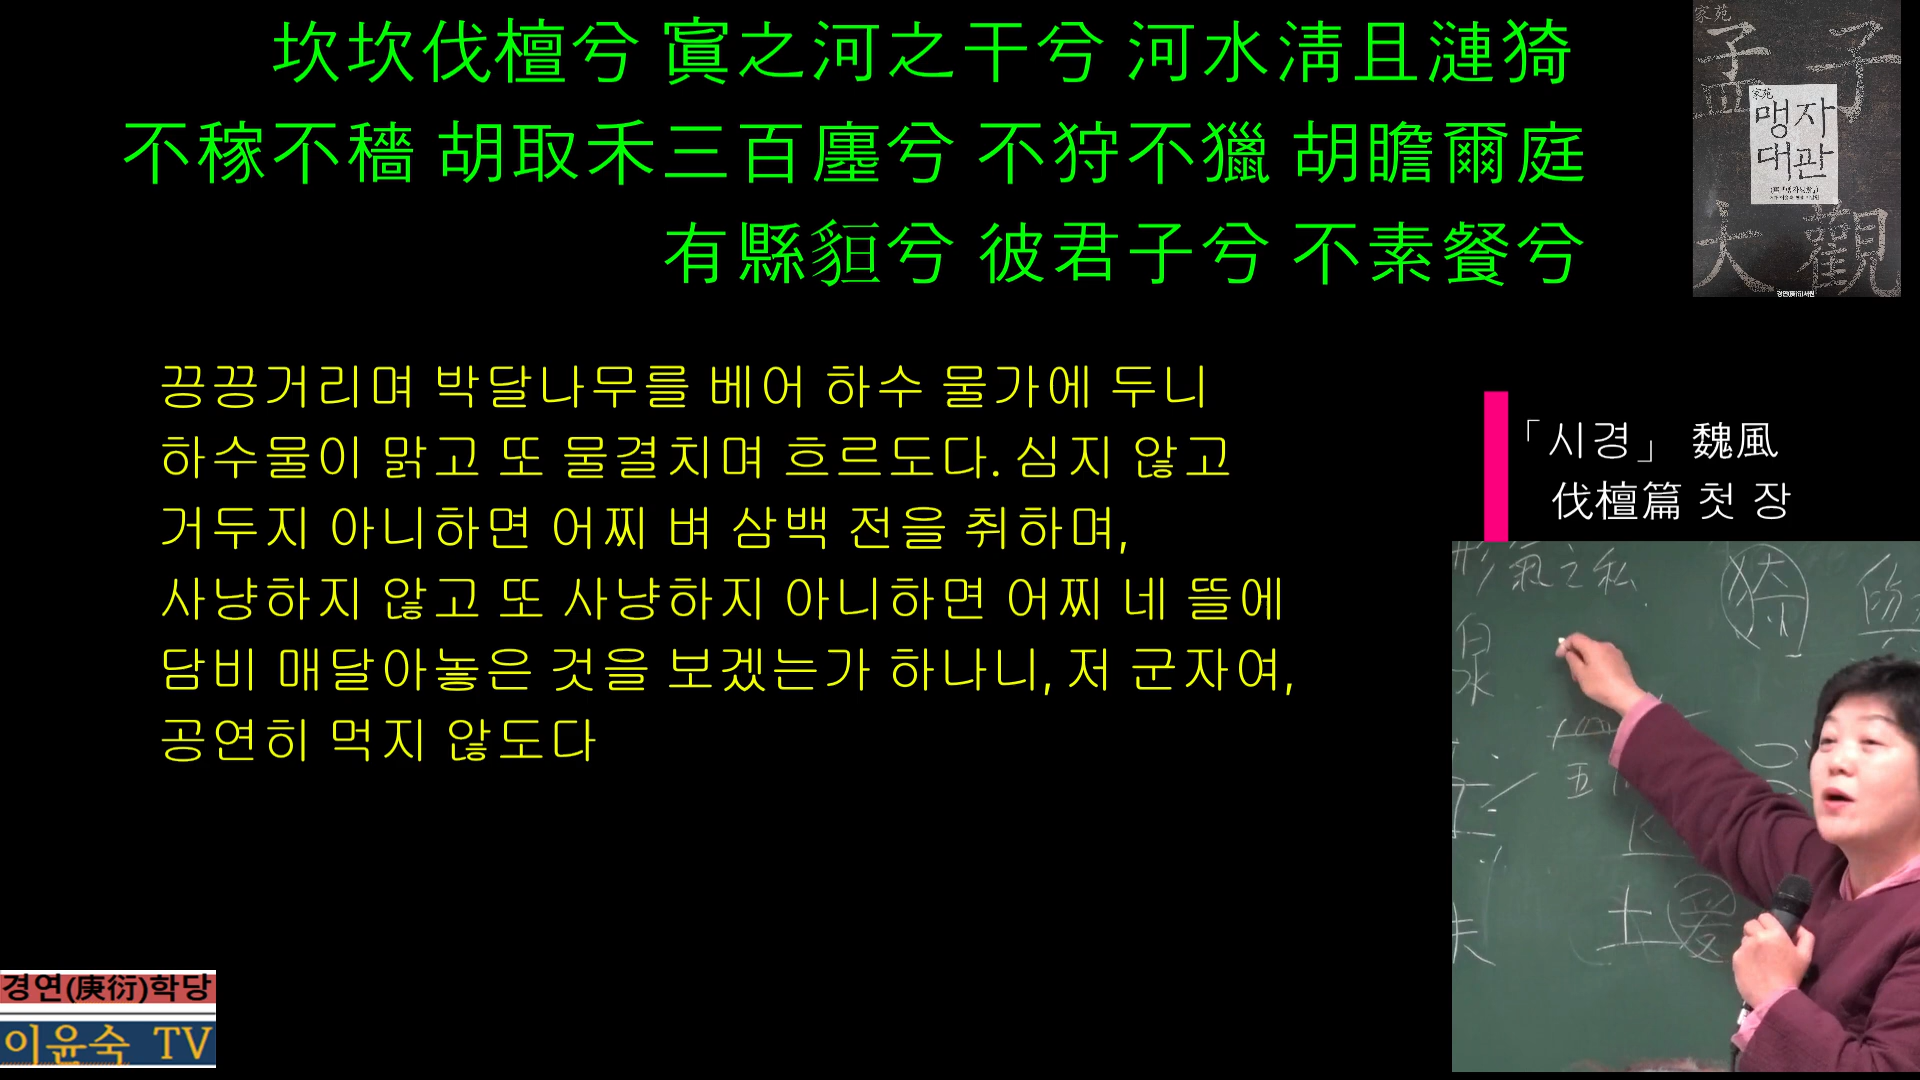 坎坎伐檀兮 寘之河之干兮 河水淸且漣猗
不稼不穡 胡取禾三百廛兮 不狩不獵 胡瞻爾庭
有縣貆兮 彼君子兮 不素餐兮
家苑
孟子
家苑
맹자
대관
大觀
끙끙거리며 박달나무를 베어 하수 물가에 두니
하수물이 맑고 또 물결치며 흐르도다. 심지 않고
거두지 아니하면 어찌 벼 삼백 전을 취하며,
사냥하지 않고 또 사냥하지 아니하면 어찌 네 뜰에
담비 매달아놓은 것을 보겠는가 하나니, 저 군자여,
공연히 먹지 않도다
「시경」 魏風
伐檀篇 첫 장
形氣之私
五
土
경연(庚衍)학당
이윤숙 TV